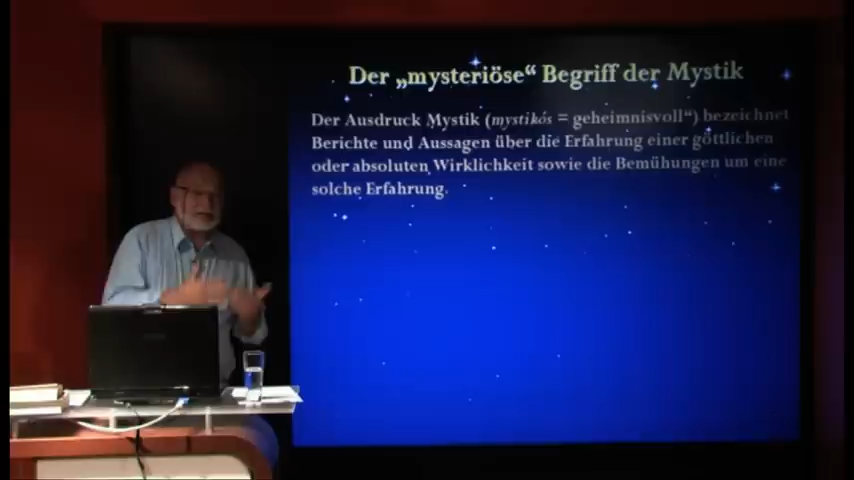 Der „mysteriöse“ Begriff der Mystik
Der Ausdruck Mystik (mystikós = geheimnisvoll“) bezeichnet
Berichte und Aussagen über die Erfahrung einer göttlichen
oder absoluten Wirklichkeit sowie die Bemühungen um eine
solche Erfahrung.